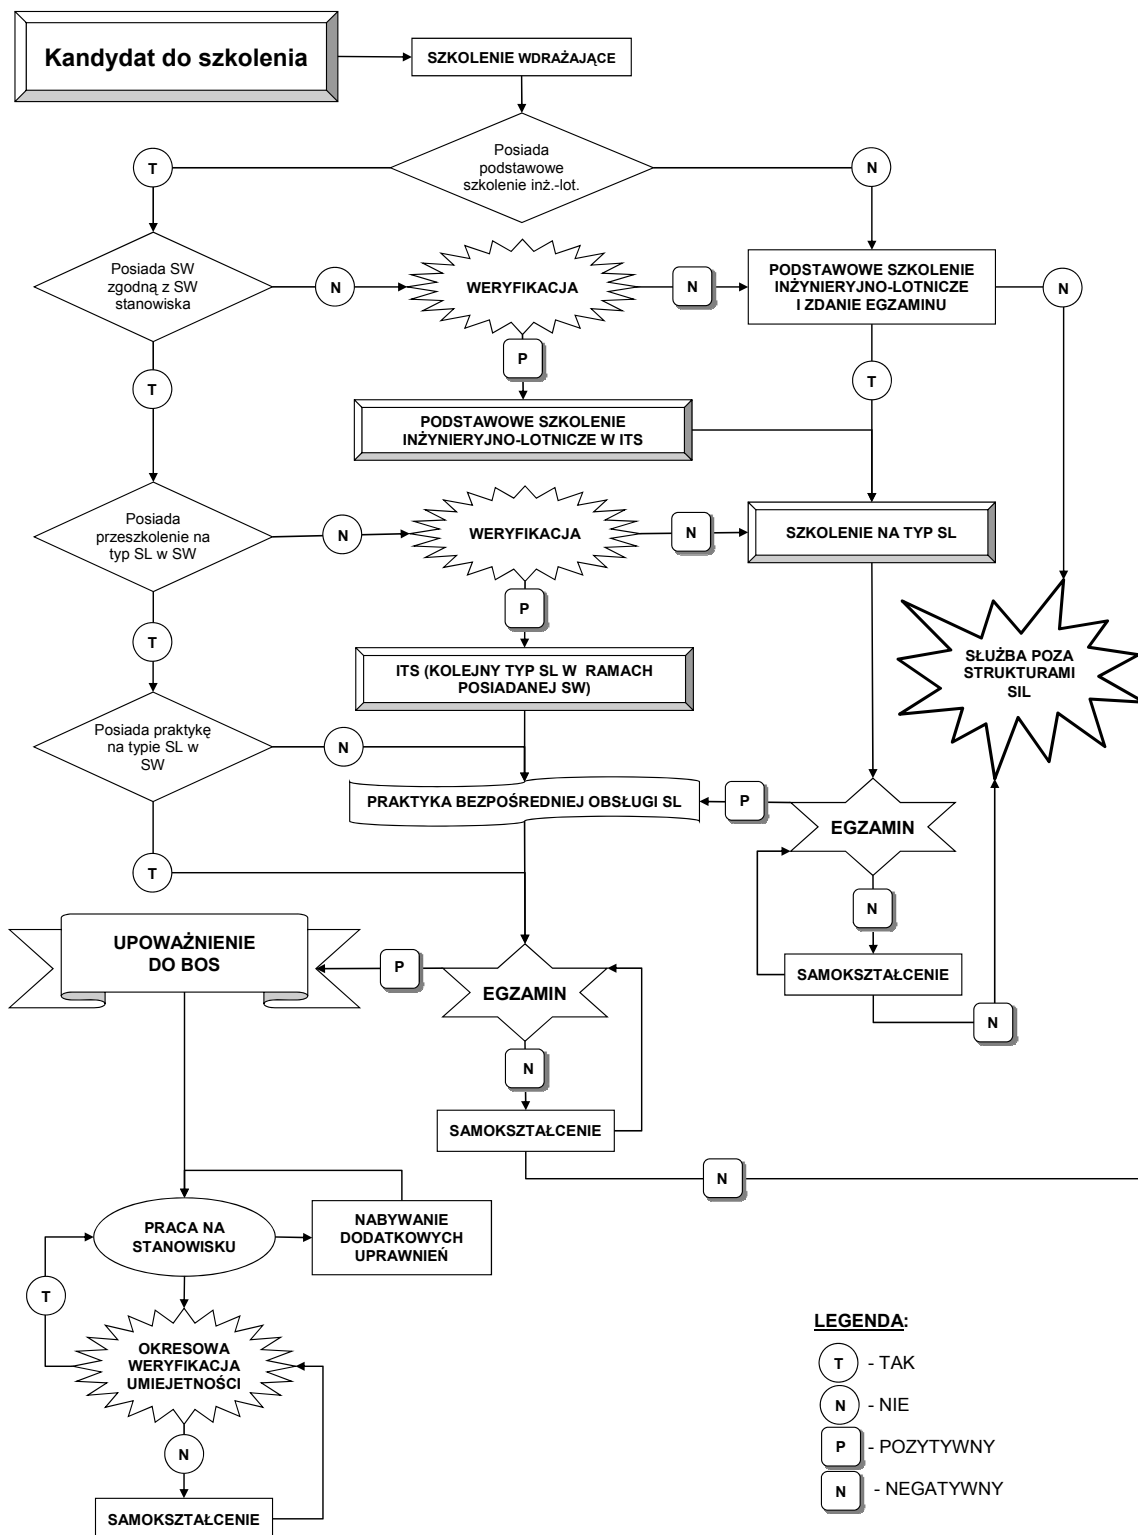 Kandydat do szkolenia
SZKOLENIE WDRAŻAJĄCE
Posiada
podstawowe
szkolenie inż.-lot.
T
N
Posiada SW
zgodną z SW
stanowiska
N
WERYFIKACJA
N
PODSTAWOWE SZKOLENIE
INŻYNIERYJNO-LOTNICZE
I ZDANIE EGZAMINU
N
P
T
T
PODSTAWOWE SZKOLENIE
INŻYNIERYJNO-LOTNICZE W ITS
Posiada
przeszkolenie na
typ SL w SW
N
WERYFIKACJA
N
SZKOLENIE NA TYP SL
P
T
SŁUŻBA POZA
STRUKTURAMI
SIL
ITS (KOLEJNY TYP SL W RAMACH
POSIADANEJ SW)
Posiada praktykę
na typie SL w
SW
N
PRAKTYKA BEZPOŚREDNIEJ OBSŁUGI SL
P
EGZAMIN
T
N
UPOWAŻNIENIE
DO BOS
P
EGZAMIN
SAMOKSZTAŁCENIE
N
N
SAMOKSZTAŁCENIE
N
PRACA NA
STANOWISKU
NABYWANIE
DODATKOWYCH
UPRAWNIEŃ
T
OKRESOWA
WERYFIKACJA
UMIEJETNOŚCI
N
SAMOKSZTAŁCENIE
LEGENDA:
T - TAK
N - NIE
P - POZYTYWNY
N - NEGATYWNY